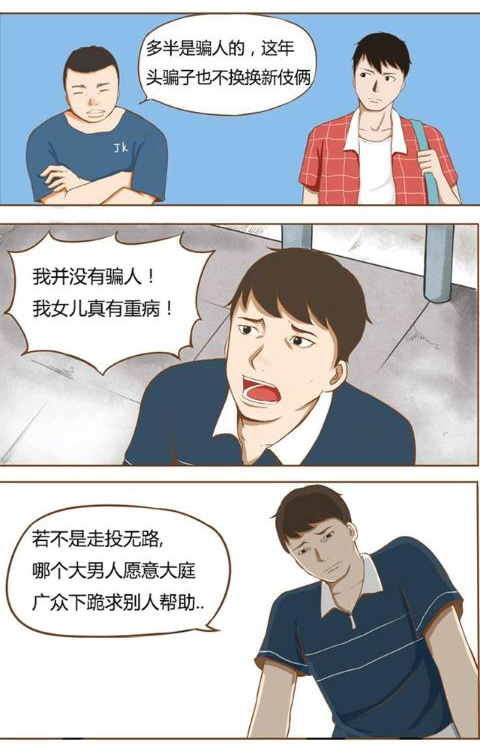 多半是骗人的，这年
头骗子也不换换新伎俩
Jk
我并没有骗人！
我女儿真有重病！
若不是走投无路,
哪个大男人愿意大庭
广众下跪求别人帮助..